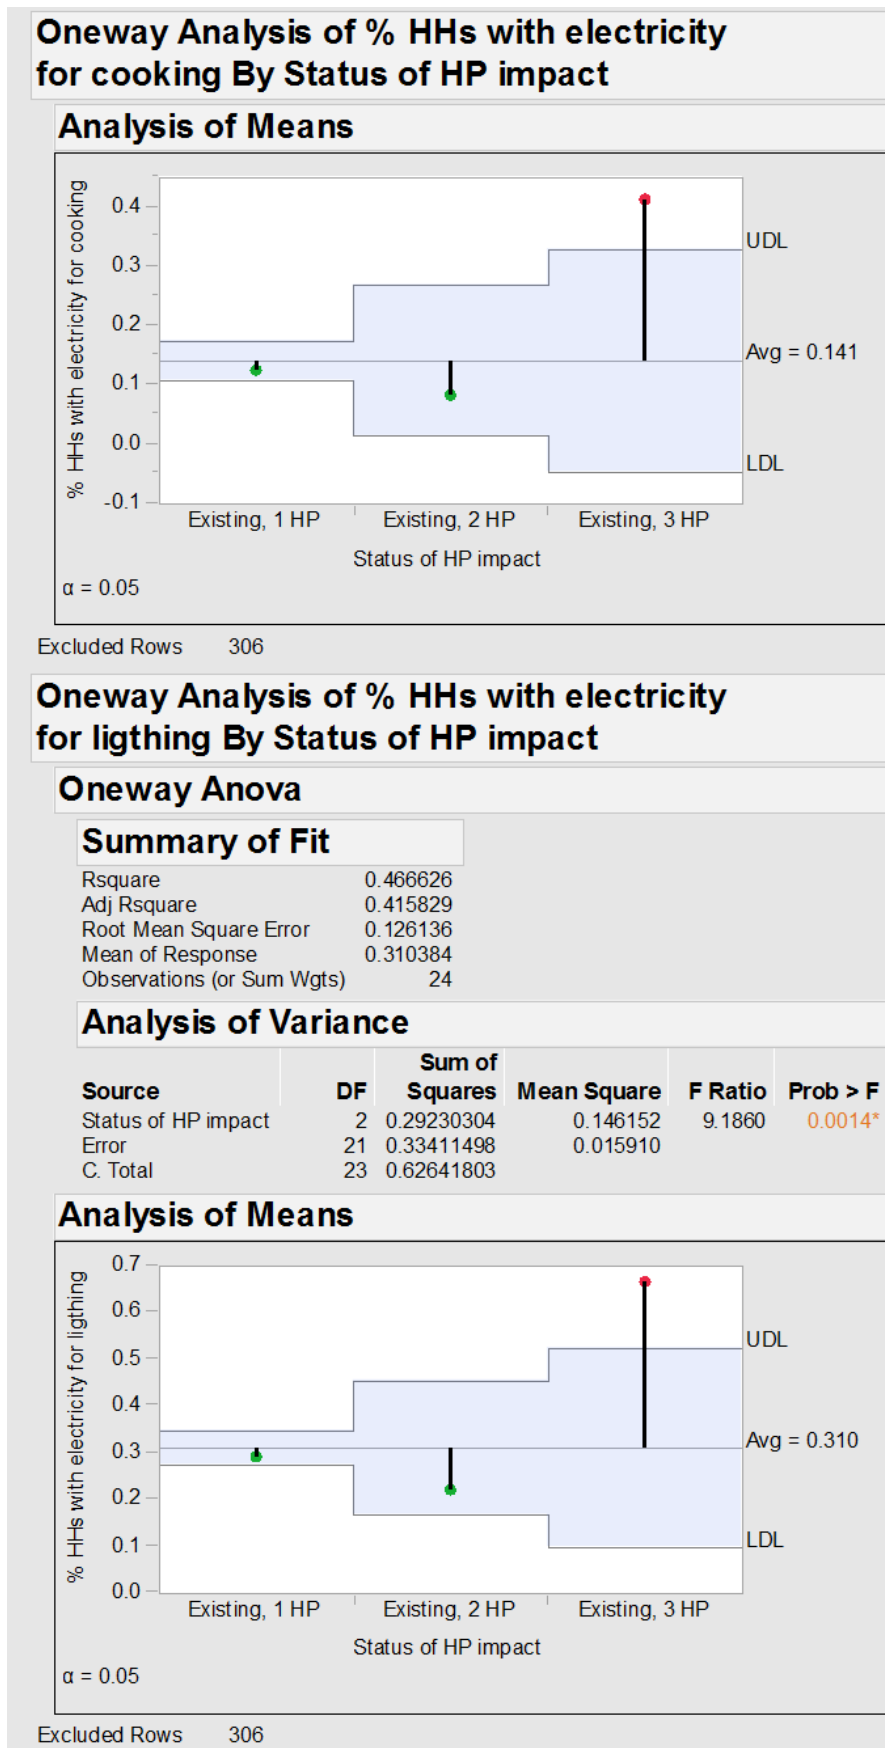 Oneway Analysis of % HHs with electricity
for cooking By Status of HP impact
Analysis of Means
% HHs with electricity for cooking
0.4
0.3
0.2
0.1
0.0
-0.1
UDL
Avg = 0.141
LDL
Existing, 1 HP Existing, 2 HP Existing, 3 HP
Status of HP impact
α = 0.05
Excluded Rows 306
Oneway Analysis of % HHs with electricity
for ligthing By Status of HP impact
Oneway Anova
Summary of Fit
Rsquare 0.466626
Adj Rsquare 0.415829
Root Mean Square Error 0.126136
Mean of Response 0.310384
Observations (or Sum Wgts) 24
Analysis of Variance
Sum of
Source DF Squares Mean Square F Ratio Prob > F
Status of HP impact 2 0.29230304 0.146152 9.1860 0.0014*
Error 21 0.33411498 0.015910
C. Total 23 0.62641803
Analysis of Means
% HHs with electricity for ligthing
0.7
0.6
0.5
0.4
0.3
0.2
0.1
0.0
UDL
Avg = 0.310
LDL
Existing, 1 HP Existing, 2 HP Existing, 3 HP
Status of HP impact
α = 0.05
Excluded Rows 306